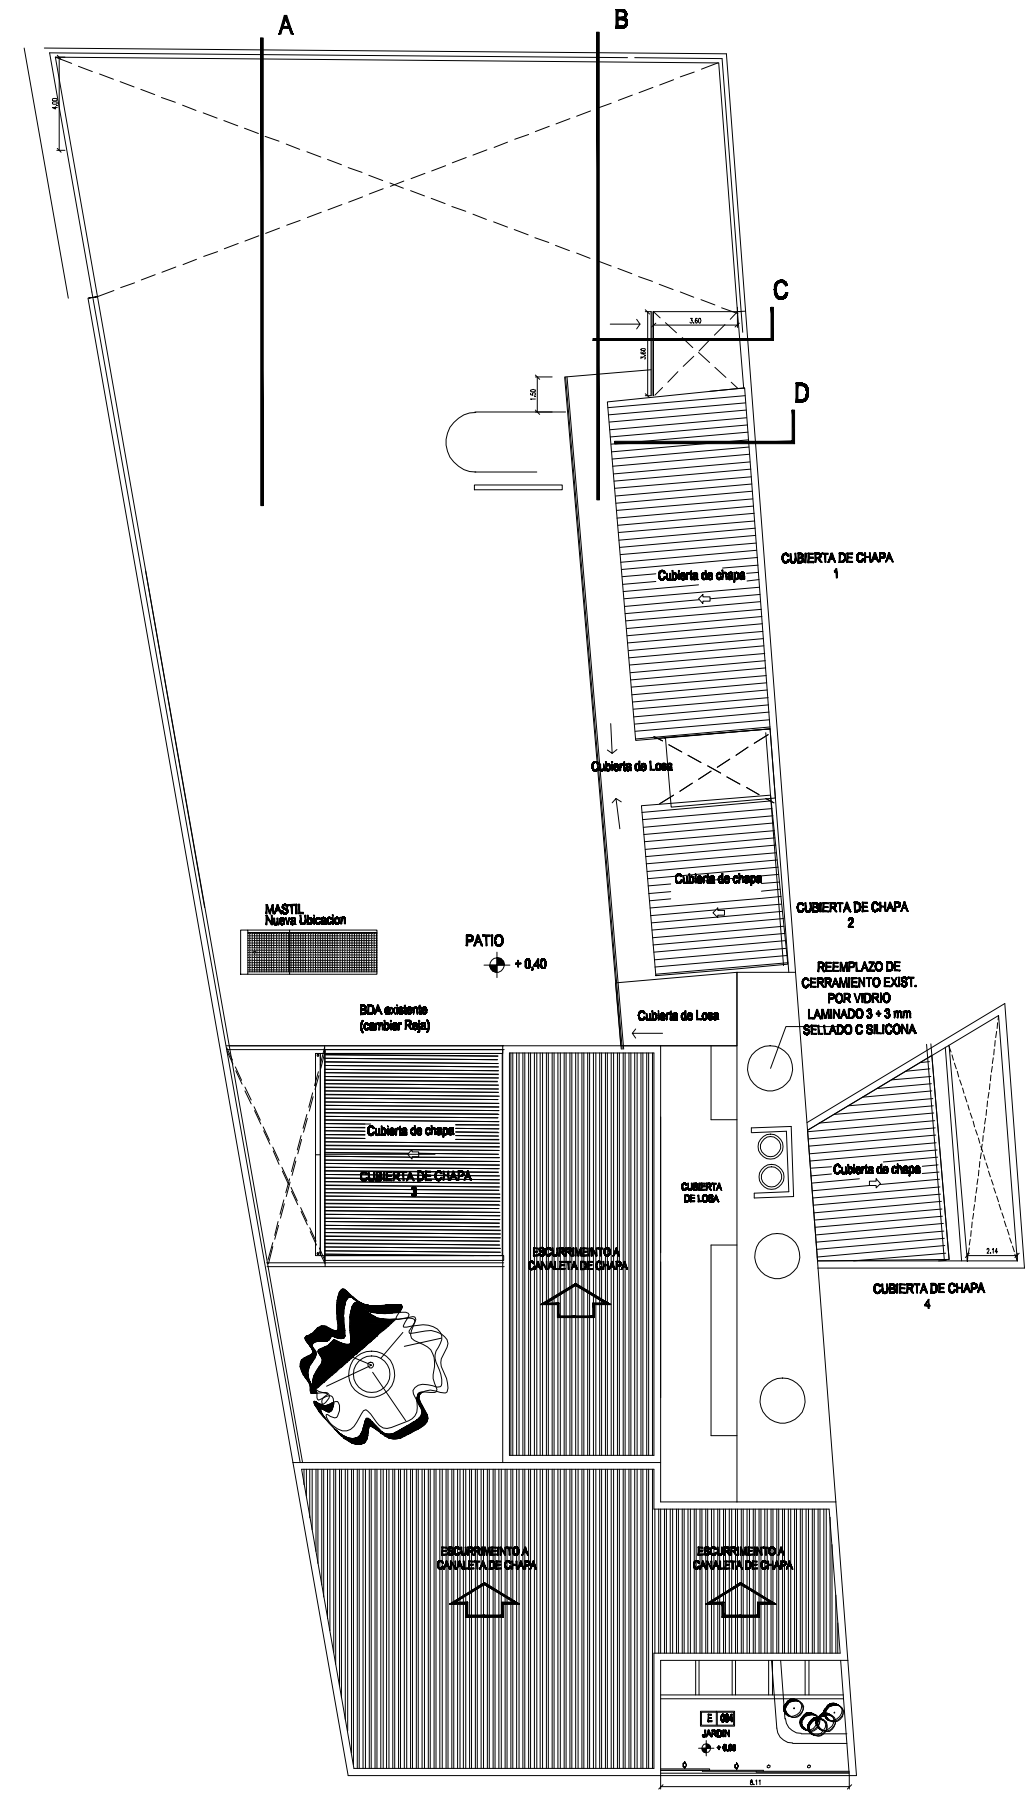 A
B
4,00
C
3.60
3.60
D
1.50
CUBIERTA DE CHAPA
1
Cubierta de chapa
Cubierta de Losa
Cubierta de chapa
CUBIERTA DE CHAPA
2
MASTIL
Nueva Ubicacion
PATIO
+ 0,40
REEMPLAZO DE
CERRAMIENTO EXIST.
POR VIDRIO
LAMINADO 3 + 3 mm
SELLADO C SILICONA
BDA existente
(cambiar Reja)
Cubierta de Losa
Cubierta de chapa
CUBIERTA DE CHAPA
3
Cubierta de chapa
CUBIERTA
DE LOSA
2.14
ESCURRIMEINTO A
CANALETA DE CHAPA
CUBIERTA DE CHAPA
4
ESCURRIMEINTO A
CANALETA DE CHAPA
ESCURRIMEINTO A
CANALETA DE CHAPA
E
JARDIN
6.11